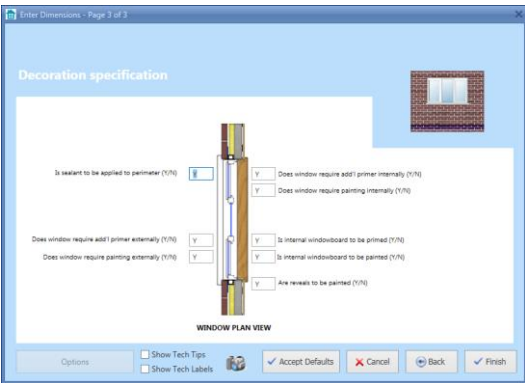 Enter Dimensions - Page 3 of 3
Decoration specification
Is sealant to be applied to perimeter (Y/N)
Y Does window require add'l primer internally (Y/N)
Y Does window require painting internally (Y/N)
Does window require add'l primer externally (Y/N) Y
Y Is internal windowboard to be primed (Y/N)
Does window require painting externally (Y/N) Y
Y Is internal windowboard to be painted (Y/N)
Y Are reveals to be painted (Y/N)
WINDOW PLAN VIEW
Options
Show Tech Tips
Show Tech Labels
Accept Defaults
Cancel
Back
Finish